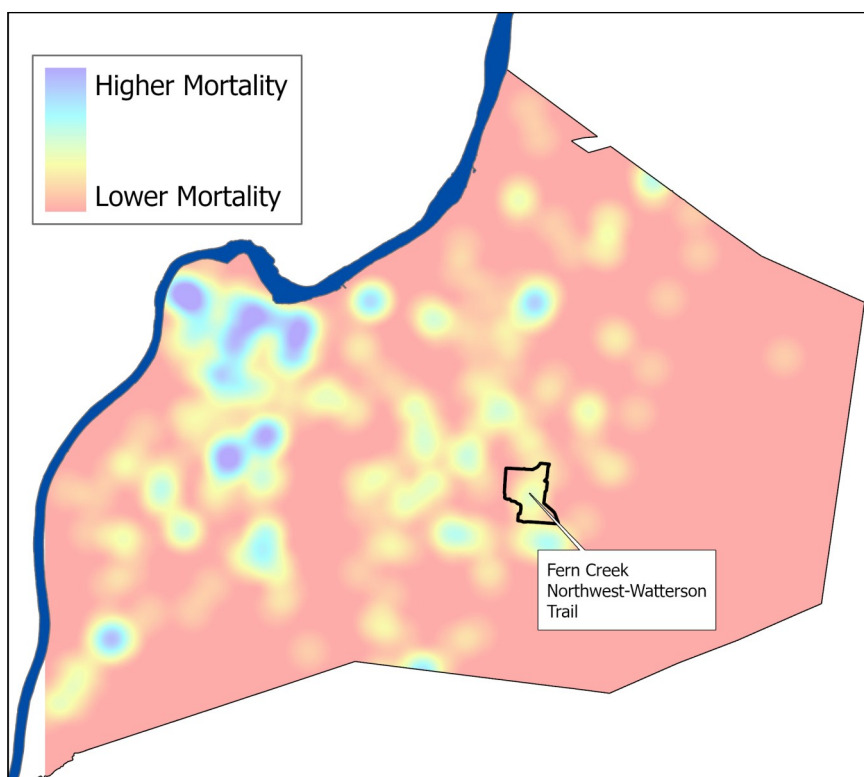 Higher Mortality
Lower Mortality
Fern Creek
Northwest-Watterson
Trail